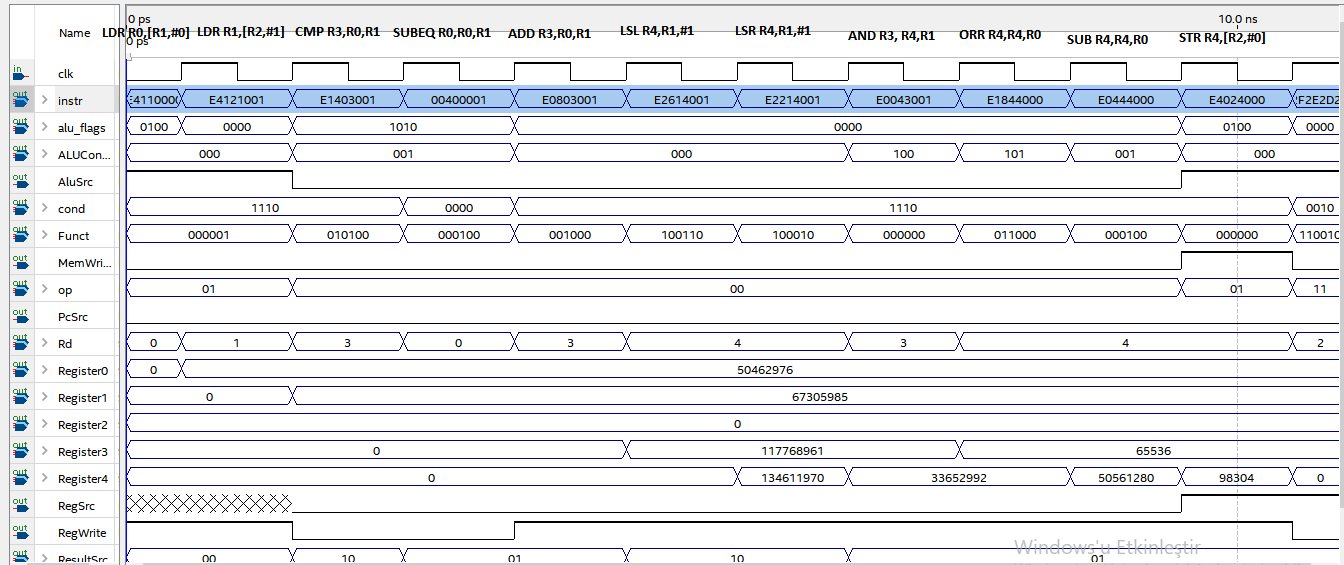 0 ps
10.0 ns
Name
LDR R0,[R1,#0] LDR R1,[R2,#1] CMP R3,R0,R1 SUBEQ R0,R0,R1 ADD R3,R0,R1 LSL R4,R1,#1 LSR R4,R1,#1 AND R3, R4,R1 ORR R4,R4,R0 SUB R4,R4,R0 STR R4,[R2,#0]
0 ps
in clk
out instr E411000( E4121001 E1403001 00400001 E0803001 E2614001 E2214001 E0043001 E1844000 E0444000 E4024000 F2E2D2
out alu_flags 0100 0000 1010 0000 0100 0000
out ALUCon... 000 001 000 100 101 001 000
out AluSrc
out cond 1110 0000 1110 0010
out Funct 000001 010100 000100 001000 100110 100010 000000 011000 000100 000000 110010
out MemWri...
out op 01 00 01 11
out PcSrc
out Rd 0 1 3 0 3 4 3 4 2
out Register0 0 50462976
out Register1 0 67305985
out Register2 0
out Register3 0 117768961 65536
out Register4 0 134611970 33652992 50561280 98304 0
out RegSrc
out RegWrite
Windows'u Etkinleştir
out ResultSrc 00 10 01 10 01